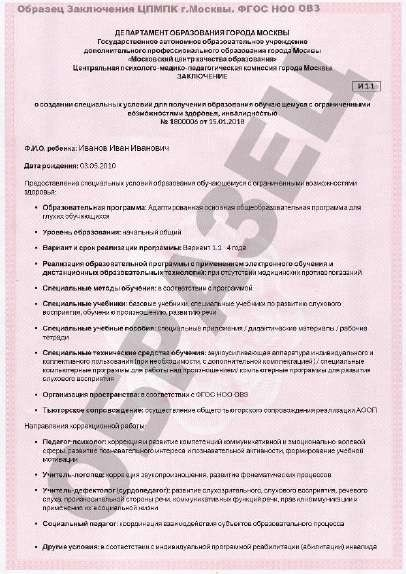 Образец Заключения ЦПМПК г.Москвы. ФГОС НОО ОВЗ
ДЕПАРТАМЕНТ ОБРАЗОВАНИЯ ГОРОДА МОСКВЫ
Государственное автономное образовательное учреждение
дополнительного профессионального образования города Москвы
«Московский центр качества образования»
Центральная психолого-медико-педагогическая комиссия города Москвы
ЗАКЛЮЧЕНИЕ
И 1.1
о создании специальных условий для получения образования обучающемуся с ограниченными
возможностями здоровья, инвалидностью
№ 1800006 от 15.01.2018
Ф.И.О. ребенка: Иванов Иван Иванович
Дата рождения: 03.05.2010
Предоставление специальных условий образования обучающемуся с ограниченными возможностями
здоровья:
• Образовательная программа: Адаптированная основная общеобразовательная программа для
глухих обучающихся
• Уровень образования: начальный общий
• Вариант и срок реализации программы: Вариант 1.1 - 4 года
• Реализация образовательной программы с применением электронного обучения и
дистанционных образовательных технологий: при отсутствии медицинских противопоказаний
• Специальные методы обучения: в соответствии с программой
• Специальные учебники: базовые учебники, специальные учебники по развитию слухового
восприятия, обучению произношению, развитию речи
• Специальные учебные пособия: специальные приложения / дидактические материалы / рабочие
тетради
• Специальные технические средства обучения: звукоусиливающая аппаратура индивидуального и
коллективного пользования (при необходимости, с дополнительной комплектацией) / специальные
компьютерные программы для работы над произношением / компьютерные программы для развития
слухового восприятия
• Организация пространства: в соответствии с ФГОС НОО ОВЗ
• Тьюторское сопровождение: осуществление общего тьюторского сопровождения реализации АООП
Направления коррекционной работы:
• Педагог-психолог: коррекция и развитие компетенций коммуникативной и эмоционально-волевой
сферы, развитие познавательного интереса и познавательной активности, формирование учебной
мотивации
• Учитель-логопед: коррекция звукопроизношения, развитие фонематических процессов
• Учитель-дефектолог (сурдопедагог): развитие слухозрительного, слухового восприятия, речевого
слуха, произносительной стороны речи, коммуникативных функций речи, правил коммуникации и
применения их в социальной жизни
• Социальный педагог: координация взаимодействия субъектов образовательного процесса
• Другие условия: в соответствии с индивидуальной программой реабилитации (абилитации) инвалида
ОБРАЗЕЦ